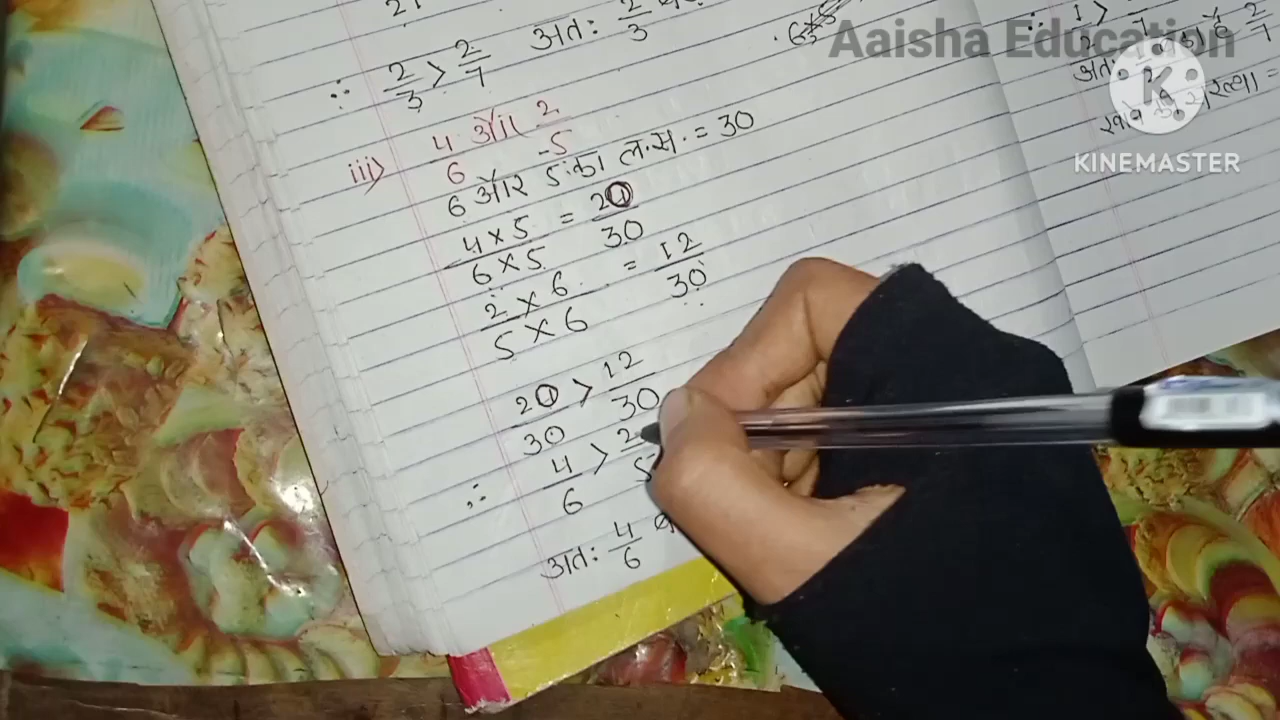 21
∵ 2/3 > 2/7 अतः 2/3
iii) 4/6 और 2/5
6 और 5 का ल.स. = 30
4×5/6×5 = 20/30
2×6/5×6 = 12/30
20/30 > 12/30
∴ 4/6 > 2/5
अतः 4/6
Aaisha Education
K
KINEMASTER